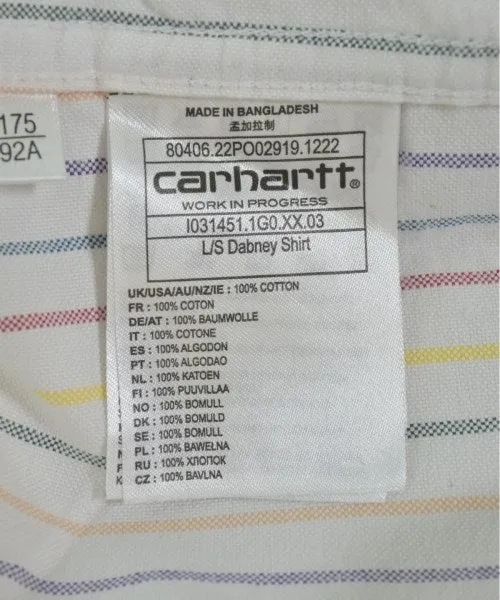 175
92A
MADE IN BANGLADESH
孟加拉制
80406.22PO02919.1222
carhartt®
WORK IN PROGRESS
I031451.1G0.XX.03
L/S Dabney Shirt
UK/USA/AU/NZ/IE : 100% COTTON
FR : 100% COTON
DE/AT : 100% BAUMWOLLE
IT : 100% COTONE
ES : 100% ALGODON
PT : 100% ALGODAO
NL : 100% KATOEN
FI : 100% PUUVILLAA
NO : 100% BOMULL
DK : 100% BOMULD
SE : 100% BOMULL
PL : 100% BAWEŁNA
RU : 100% ХЛОПОК
CZ : 100% BAVLNA